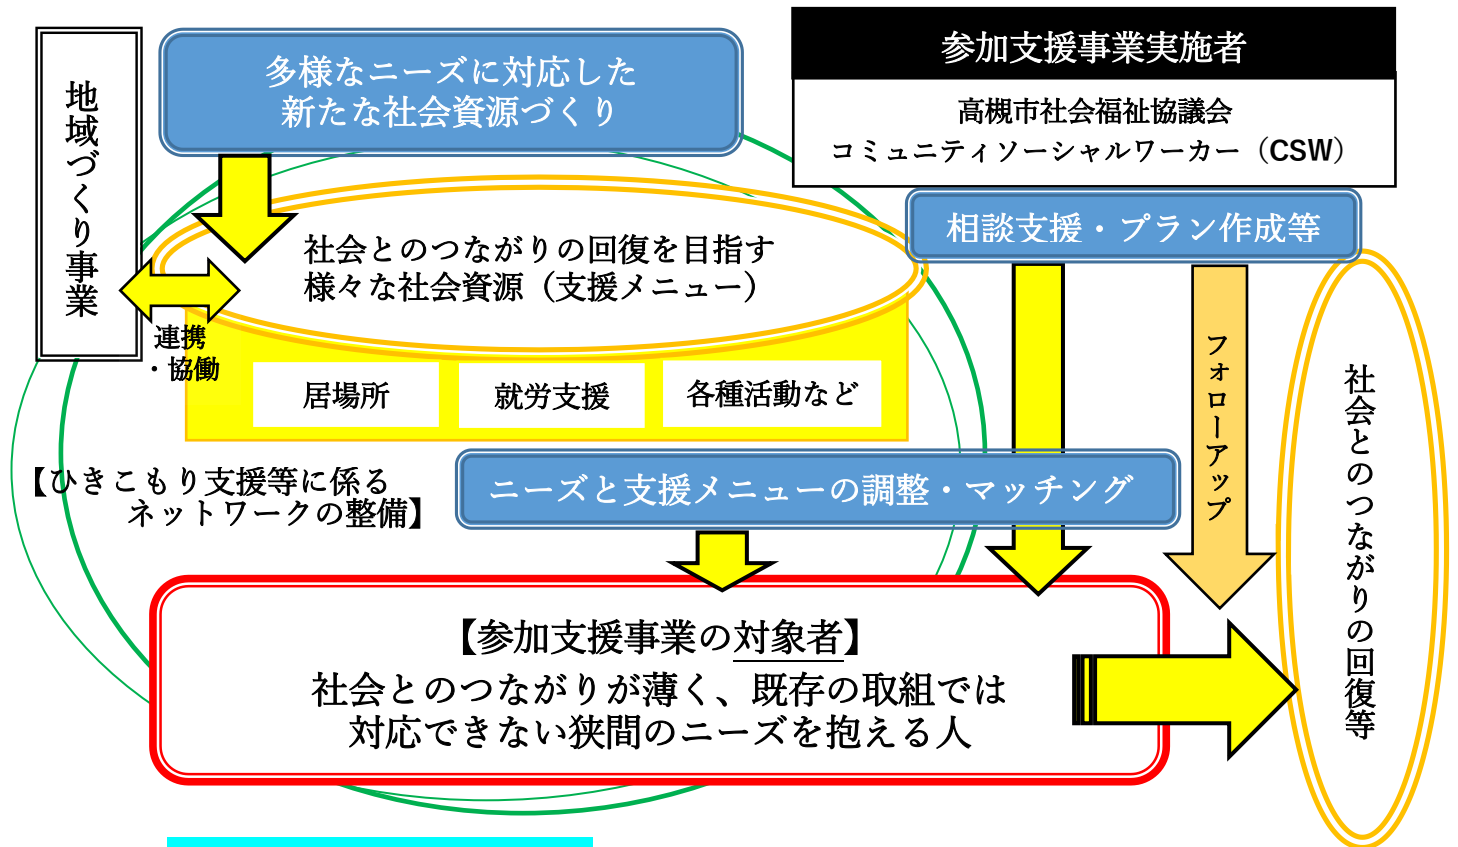 地域づくり事業
多様なニーズに対応した
新たな社会資源づくり
参加支援事業実施者
高槻市社会福祉協議会
コミュニティソーシャルワーカー（CSW）
相談支援・プラン作成等
社会とのつながりの回復を目指す
様々な社会資源（支援メニュー）
連携
・協働
居場所
就労支援
各種活動など
フォローアップ
社会とのつながりの回復等
【ひきこもり支援等に係る
ネットワークの整備】
ニーズと支援メニューの調整・マッチング
【参加支援事業の対象者】
社会とのつながりが薄く、既存の取組では
対応できない狭間のニーズを抱える人